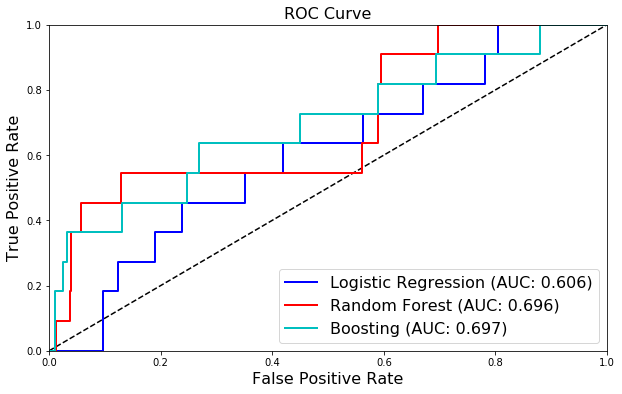 ROC Curve
1.0
0.8
0.6
0.4
0.2
0.0
True Positive Rate
Logistic Regression (AUC: 0.606)
Random Forest (AUC: 0.696)
Boosting (AUC: 0.697)
0.0 0.2 0.4 0.6 0.8 1.0
False Positive Rate